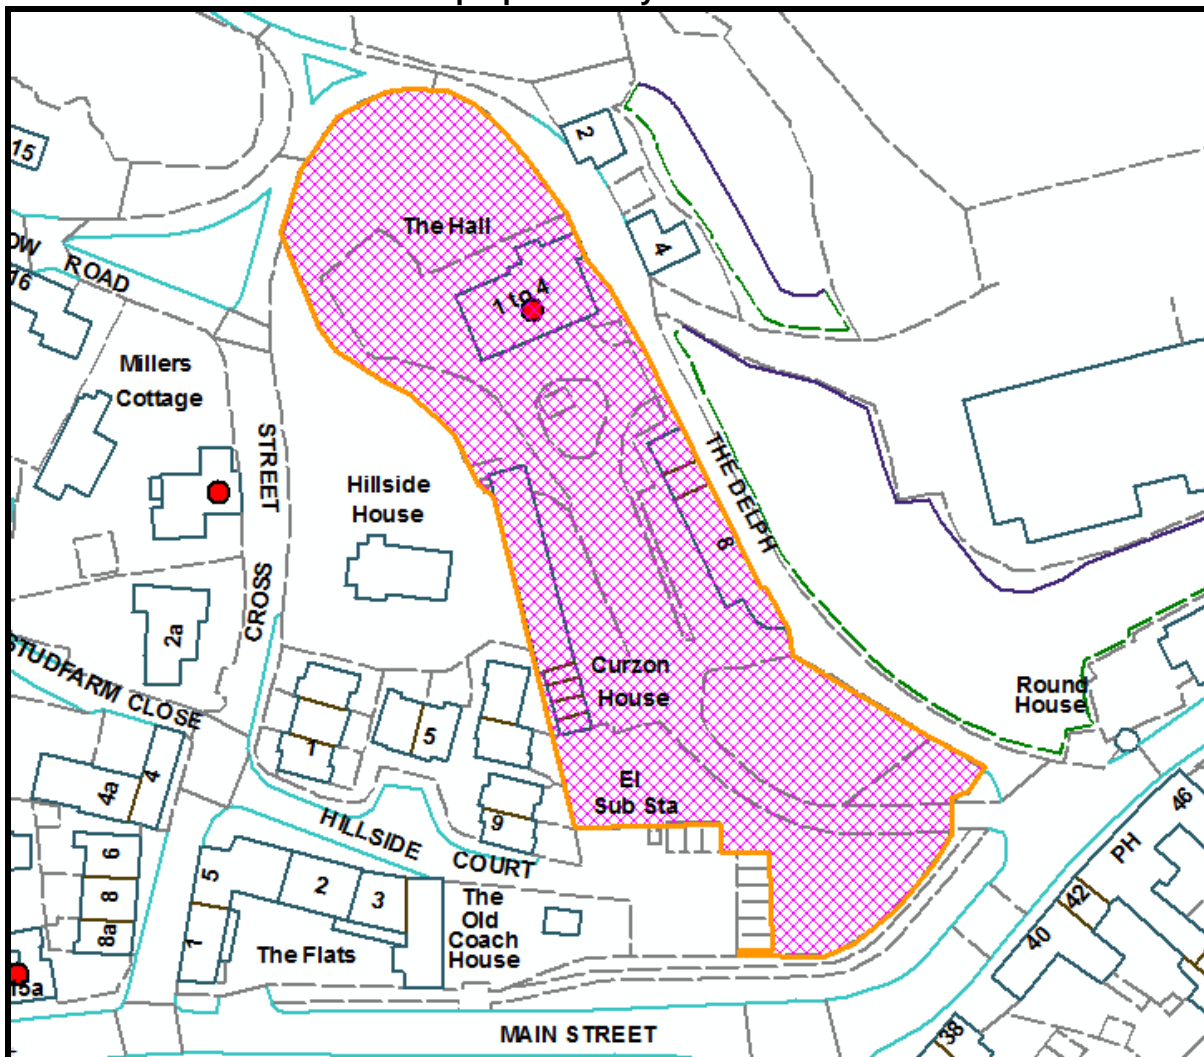 15
2
The Hall
4
OW ROAD
16
1 to 4
Millers
Cottage
STREET
THE DELPH
Hillside
House
8
CROSS
2a
STUDFARM CLOSE
Curzon
House
Round
House
1
5
El
Sub Sta
4a
4
9
46
HILLSIDE COURT
PH
6
5
2
3
8
The
Old
Coach
House
42
8a
1
The Flats
40
15a
MAIN STREET
38